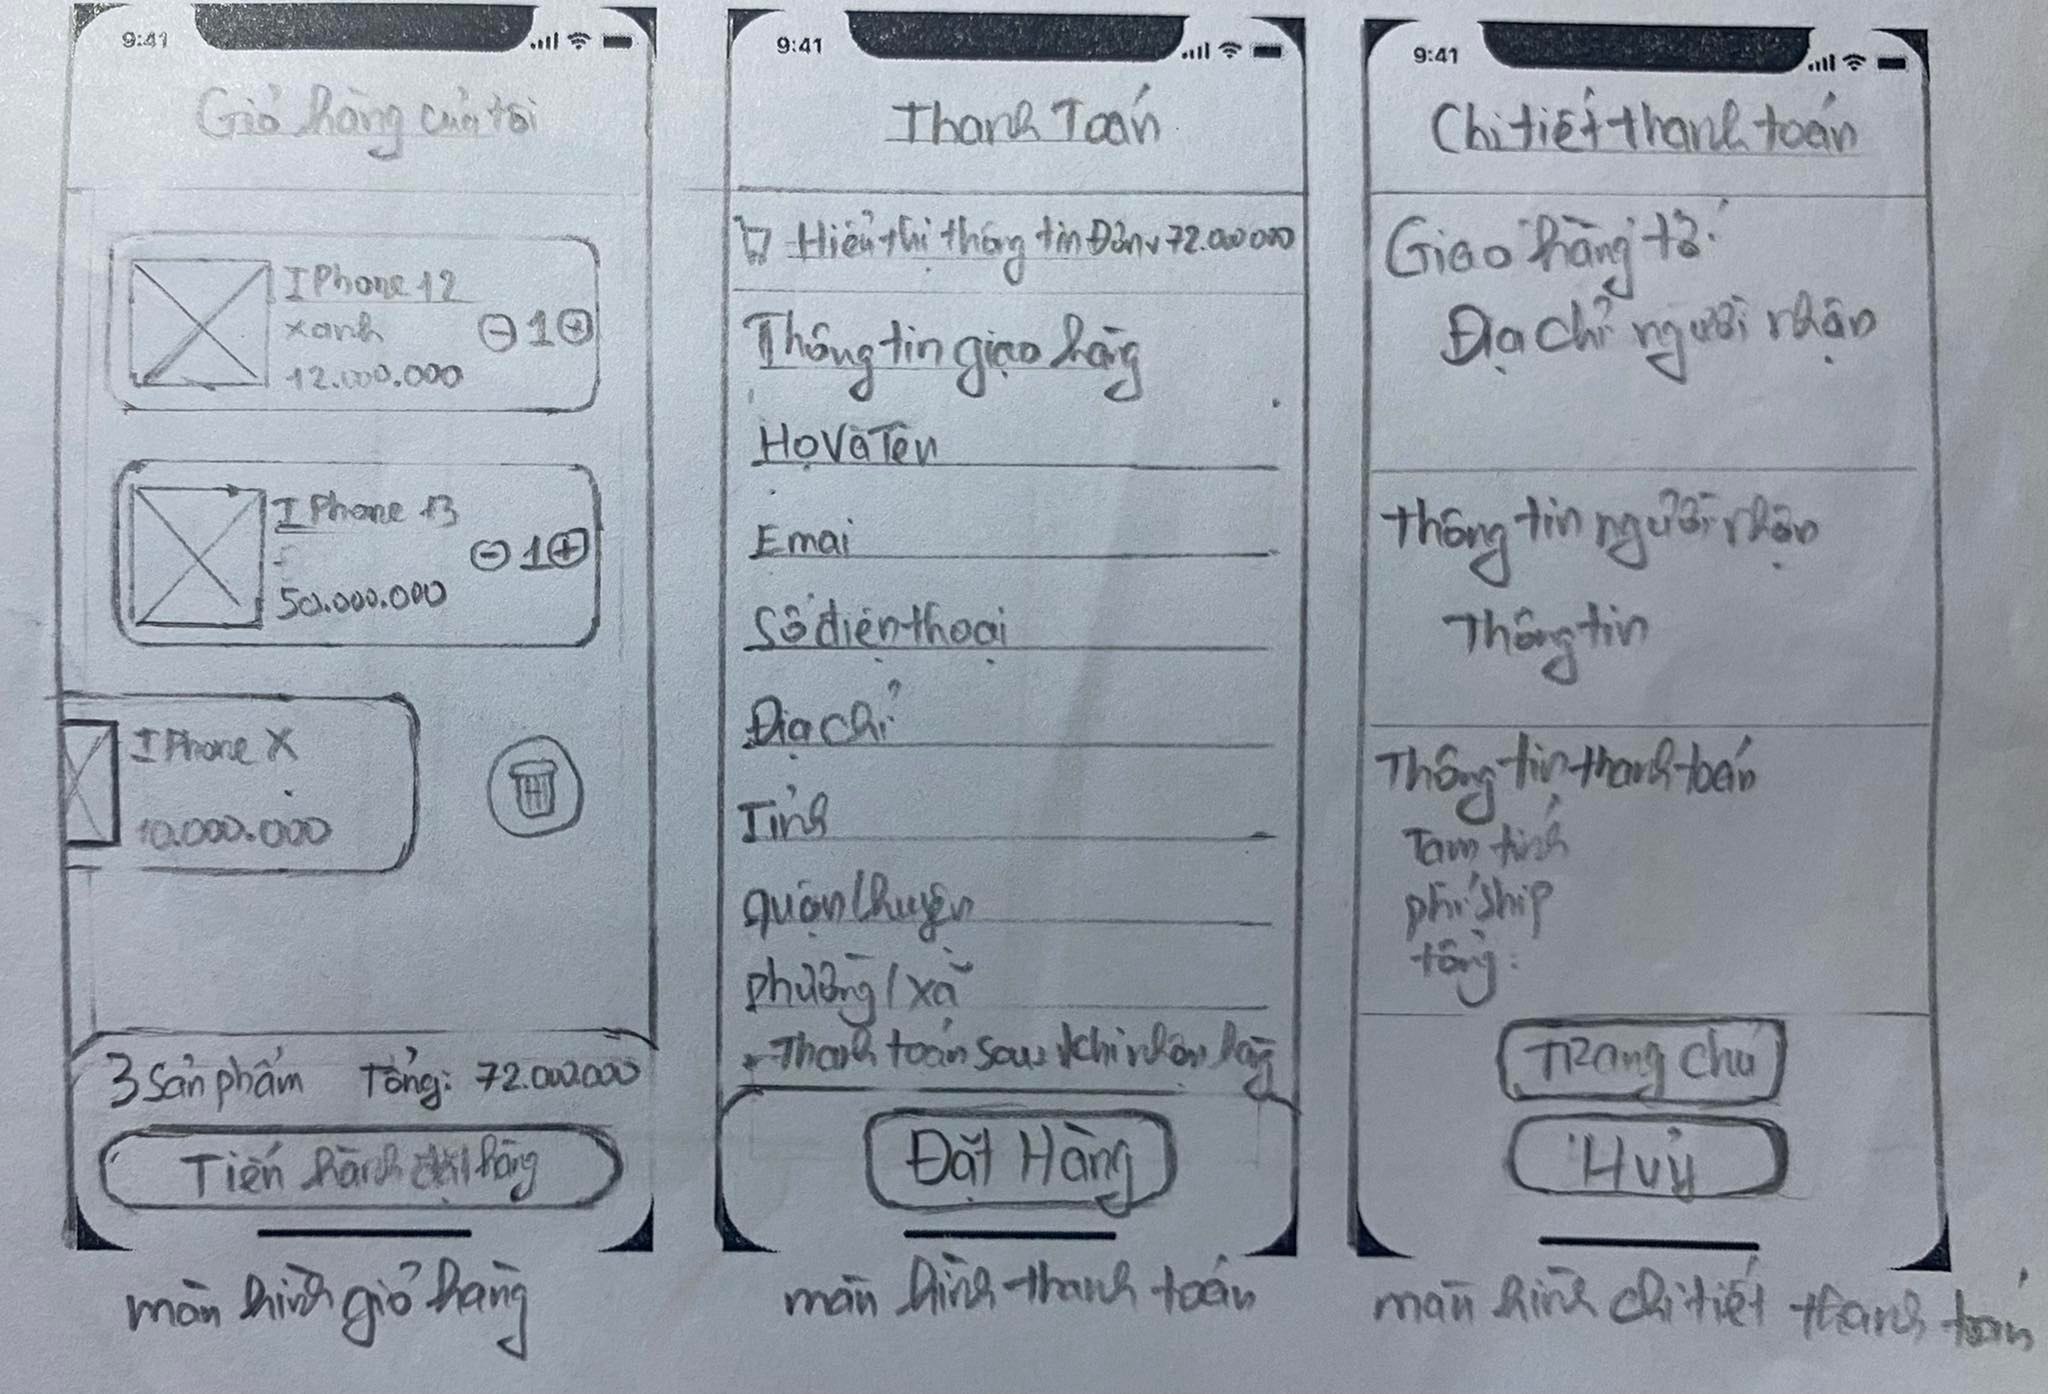 9:41
Giỏ hàng của tôi
IPhone 12
xanh
12.000.000
1
IPhone 13
50.000.000
1
IPhone X
10.000.000
3 Sản phẩm Tổng: 72.000.000
Tiến hành đặt hàng
màn hình giỏ hàng
9:41
Thanh Toán
Hiển thị thông tin Đơn 72.000.000
Thông tin giao hàng
Họ Và Tên
Emai
Số điện thoại
Địa chỉ
Tỉnh
quận/huyện
phường/xã
Thanh toán sau khi nhận hàng
Đặt Hàng
màn hình thanh toán
9:41
Chi tiết thanh toán
Giao hàng tớ:
Địa chỉ người nhận
Thông tin người nhận
Thông tin
Thông tin thanh toán
Tạm tính
phí ship
tổng:
Trang chủ
Huỷ
màn hình chi tiết thanh toán